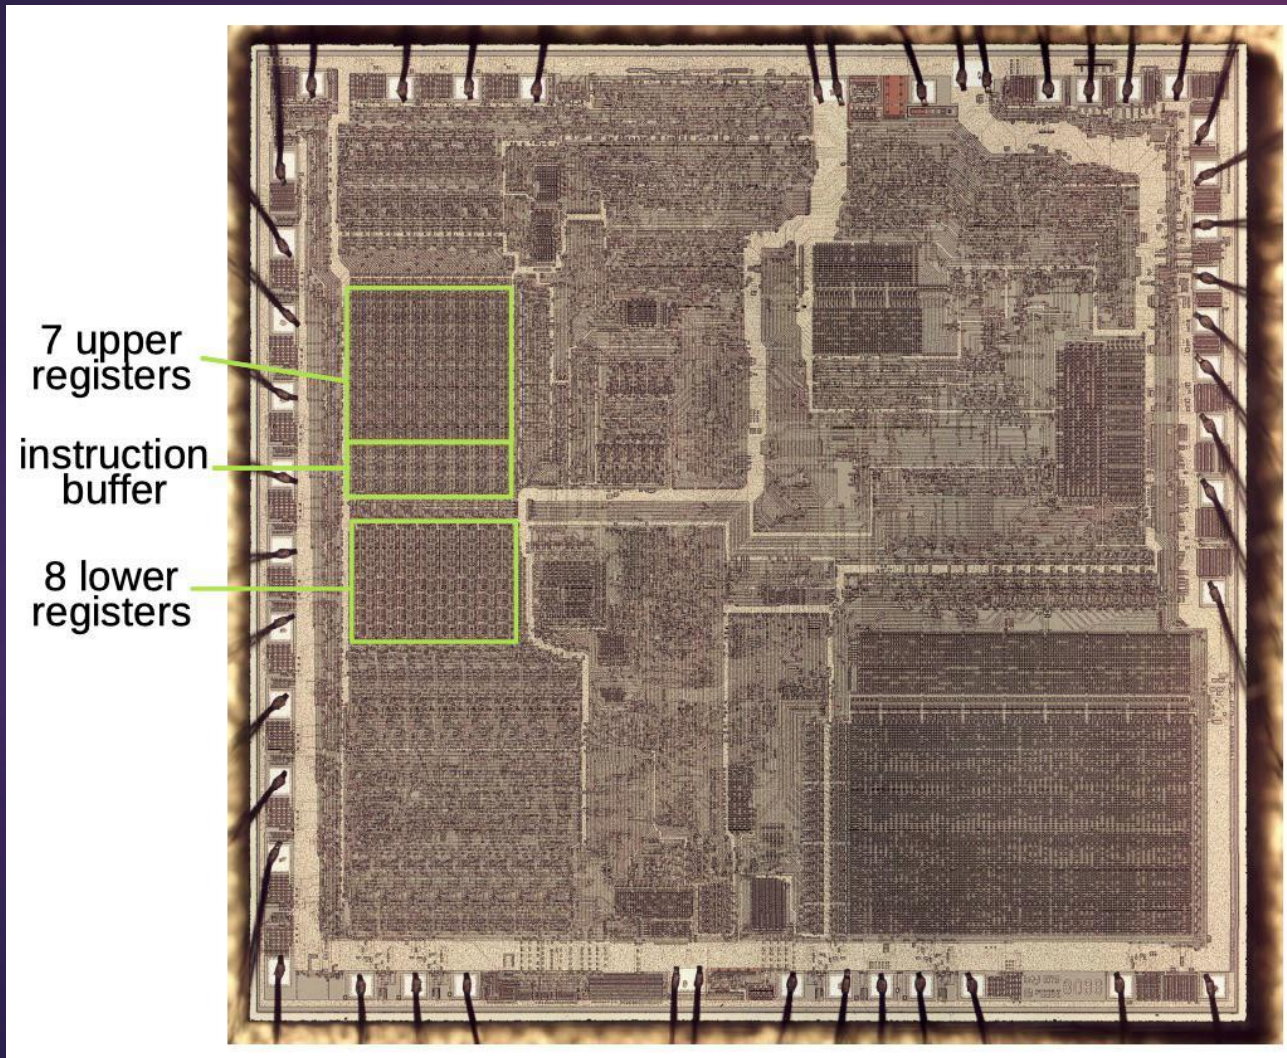 7 upper
registers
instruction
buffer
8 lower
registers